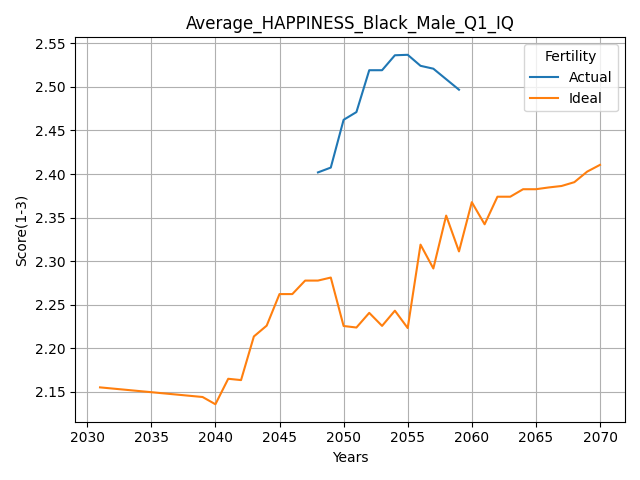 Average_HAPPINESS_Black_Male_Q1_IQ
Fertility
Actual
Ideal
Score(1-3)
2.55
2.50
2.45
2.40
2.35
2.30
2.25
2.20
2.15
2030 2035 2040 2045 2050 2055 2060 2065 2070
Years